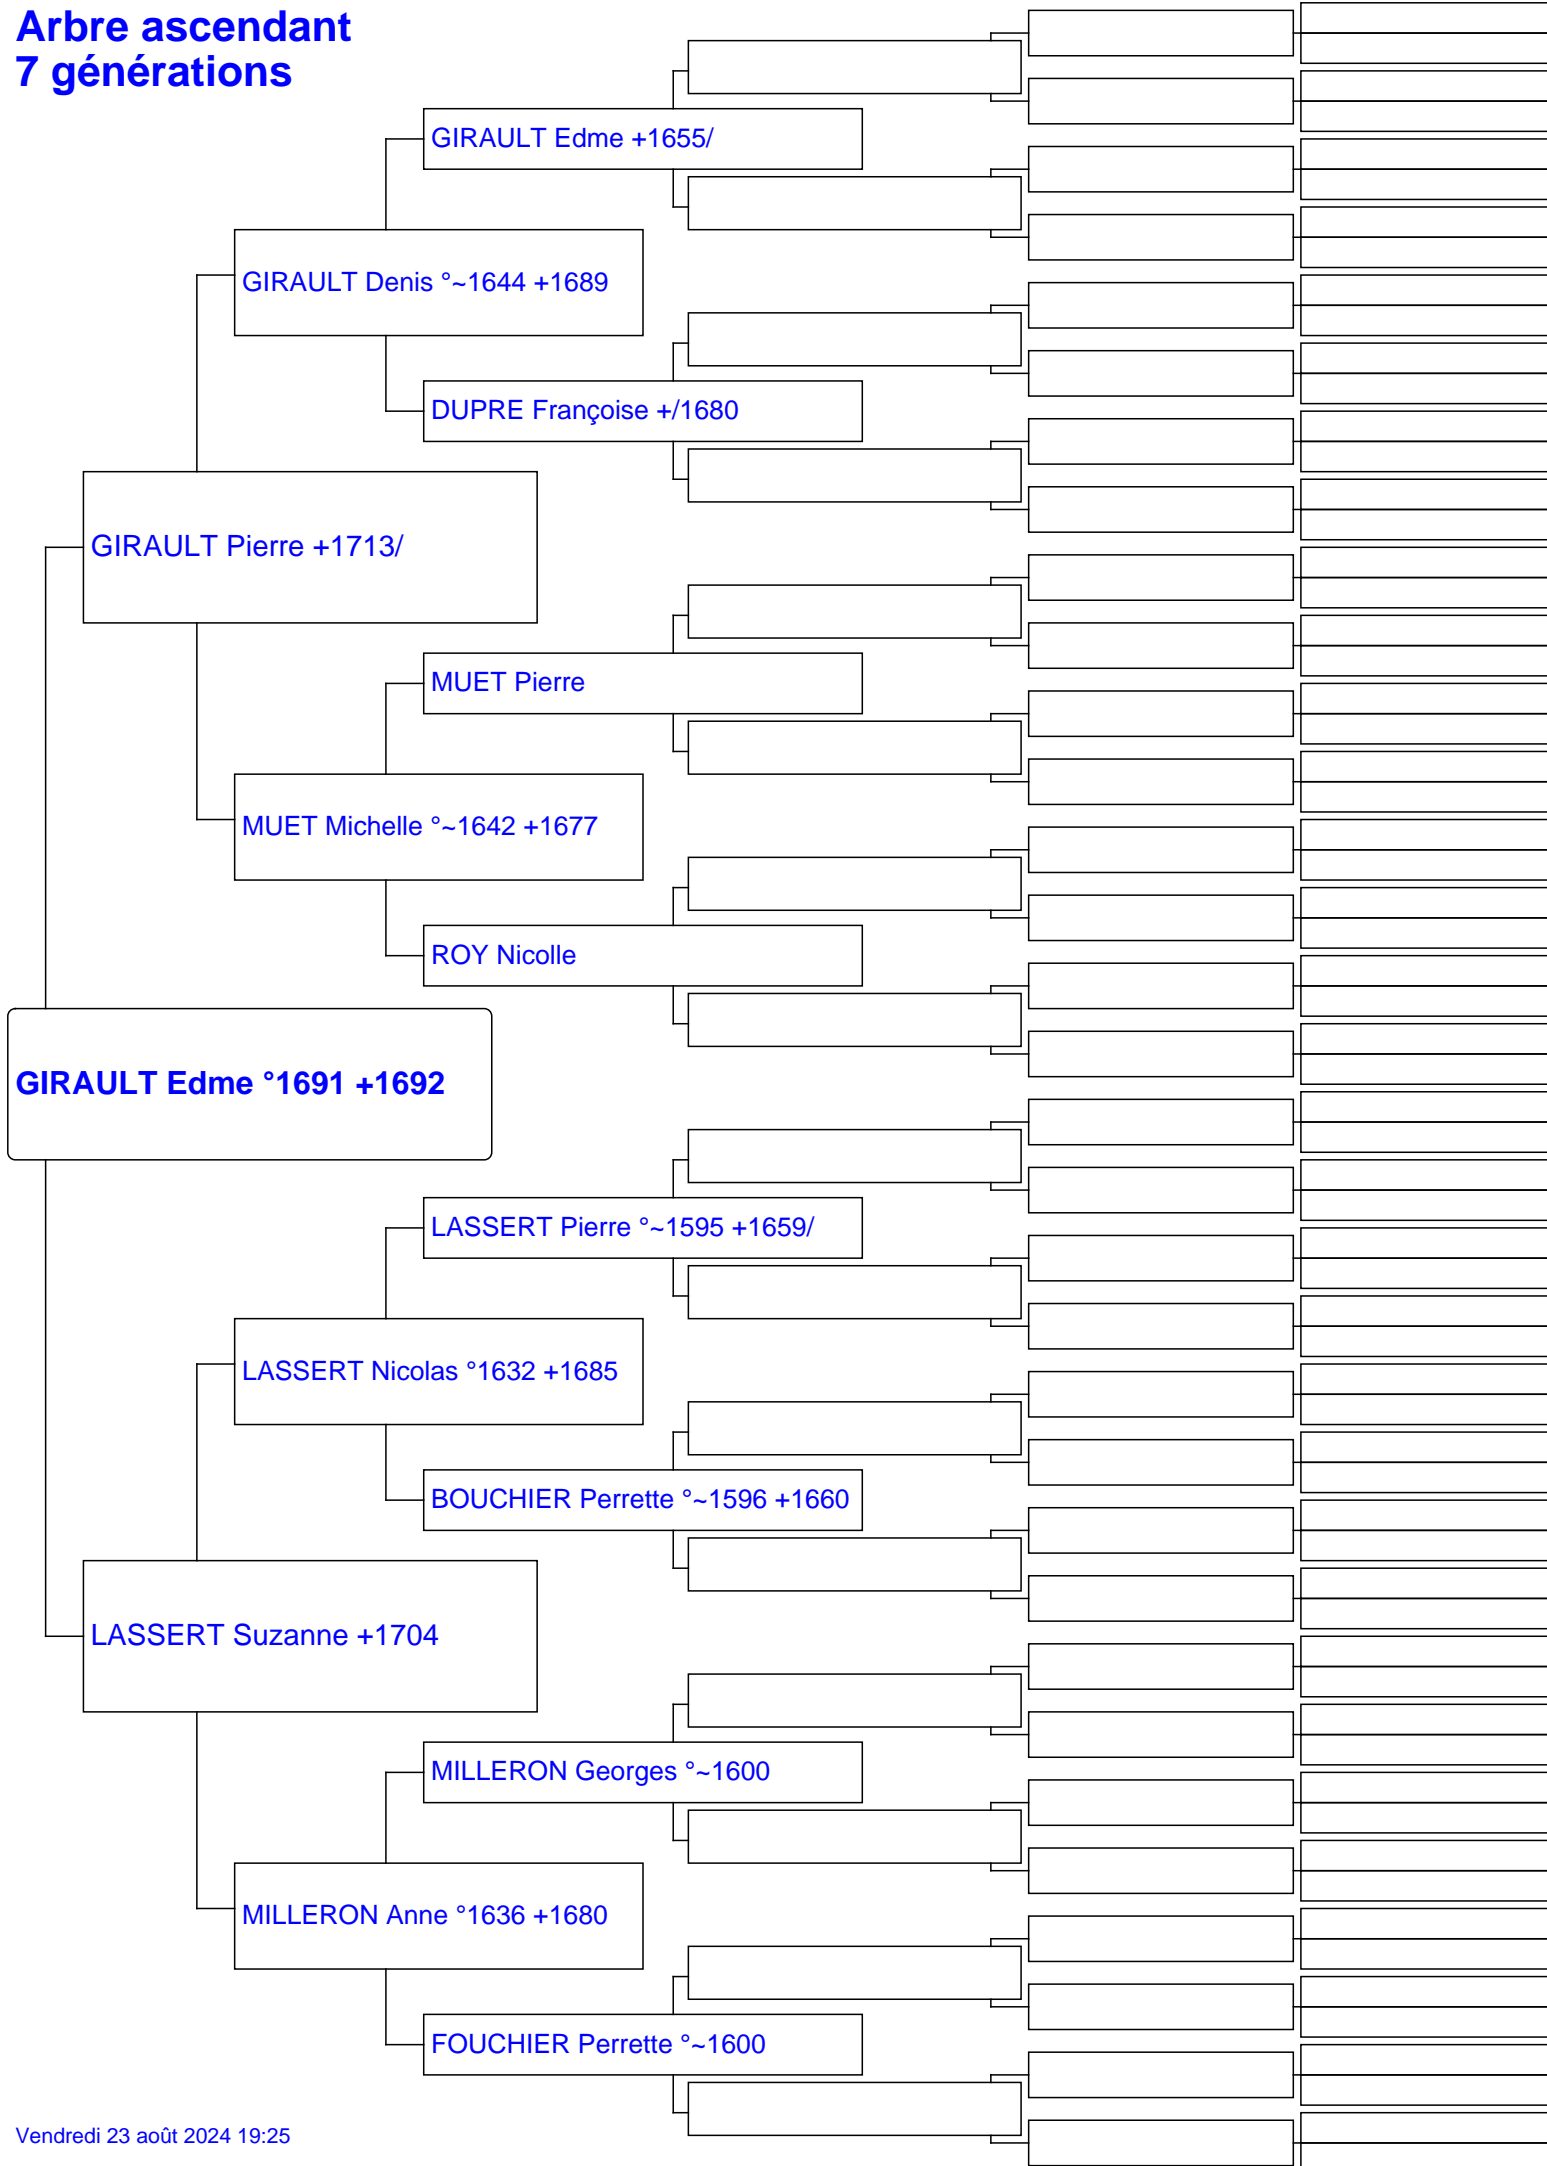 Arbre ascendant
7 générations
GIRAULT Edme +1655/
GIRAULT Denis °~1644 +1689
DUPRE Françoise +/1680
GIRAULT Pierre +1713/
MUET Pierre
MUET Michelle °~1642 +1677
ROY Nicolle
GIRAULT Edme °1691 +1692
LASSERT Pierre °~1595 +1659/
LASSERT Nicolas °1632 +1685
BOUCHIER Perrette °~1596 +1660
LASSERT Suzanne +1704
MILLERON Georges °~1600
MILLERON Anne °1636 +1680
FOUCHIER Perrette °~1600
Vendredi 23 août 2024 19:25